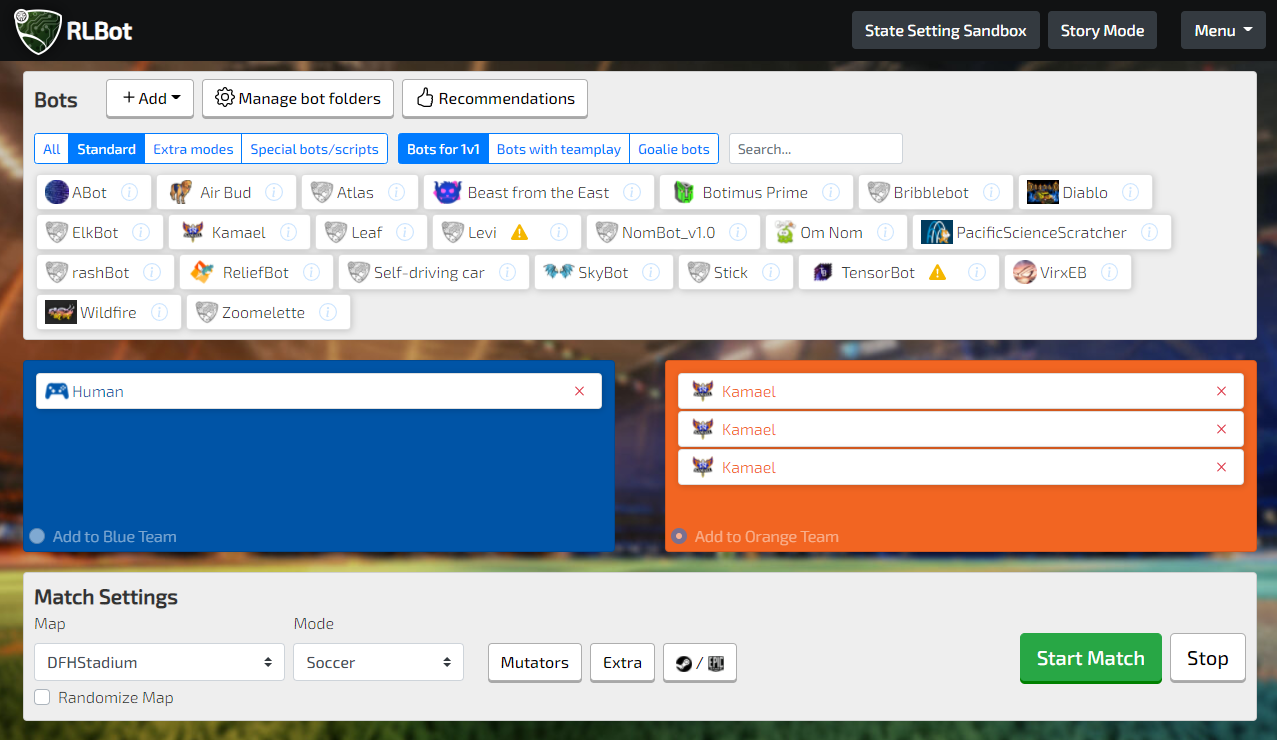 RLBot State Setting Sandbox Story Mode Menu
Bots + Add Manage bot folders Recommendations
All Standard Extra modes Special bots/scripts Bots for 1v1 Bots with teamplay Goalie bots Search...
ABot Air Bud Atlas Beast from the East Botimus Prime Bribblebot Diablo
ElkBot Kamael Leaf Levi NomBot_v1.0 Om Nom PacificScienceScratcher
rashBot ReliefBot Self-driving car SkyBot Stick TensorBot VirxEB
Wildfire Zoomelette
Human
Add to Blue Team
Kamael
Kamael
Kamael
Add to Orange Team
Match Settings
Map Mode
DFHStadium Soccer Mutators Extra / EPIC Start Match Stop
Randomize Map